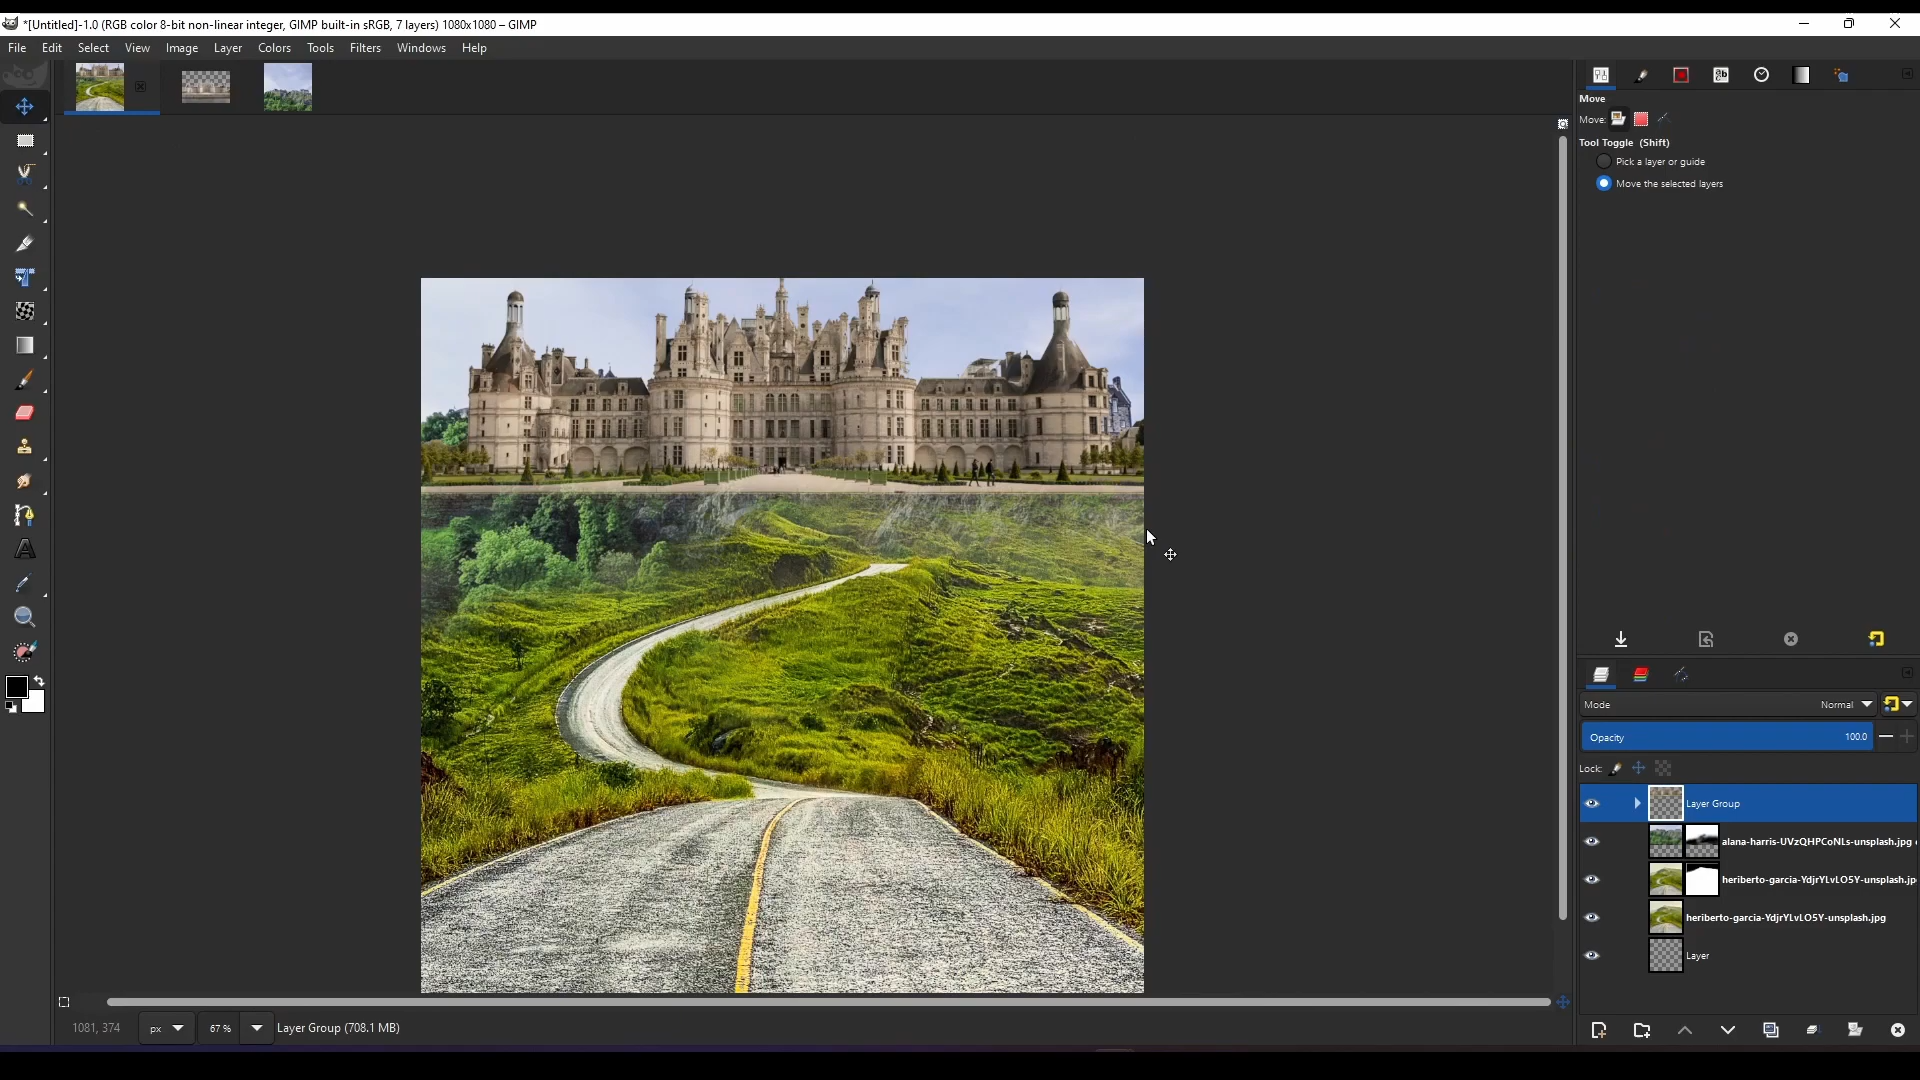 *[Untitled]-1.0 (RGB color 8-bit non-linear integer, GIMP built-in sRGB, 7 layers) 1080x1080 – GIMP
File Edit Select View Image Layer Colors Tools Filters Windows Help
Move
Move:
Tool Toggle (Shift)
Pick a layer or guide
Move the selected layers
Mode Normal
Opacity 100.0
Lock:
Layer Group
alana-harris-UVzQHPCoNLs-unsplash.jpg
heriberto-garcia-YdjrYLvLO5Y-unsplash.jp
heriberto-garcia-YdjrYLvLO5Y-unsplash.jpg
Layer
1081, 374 px 67 % Layer Group (708.1 MB)